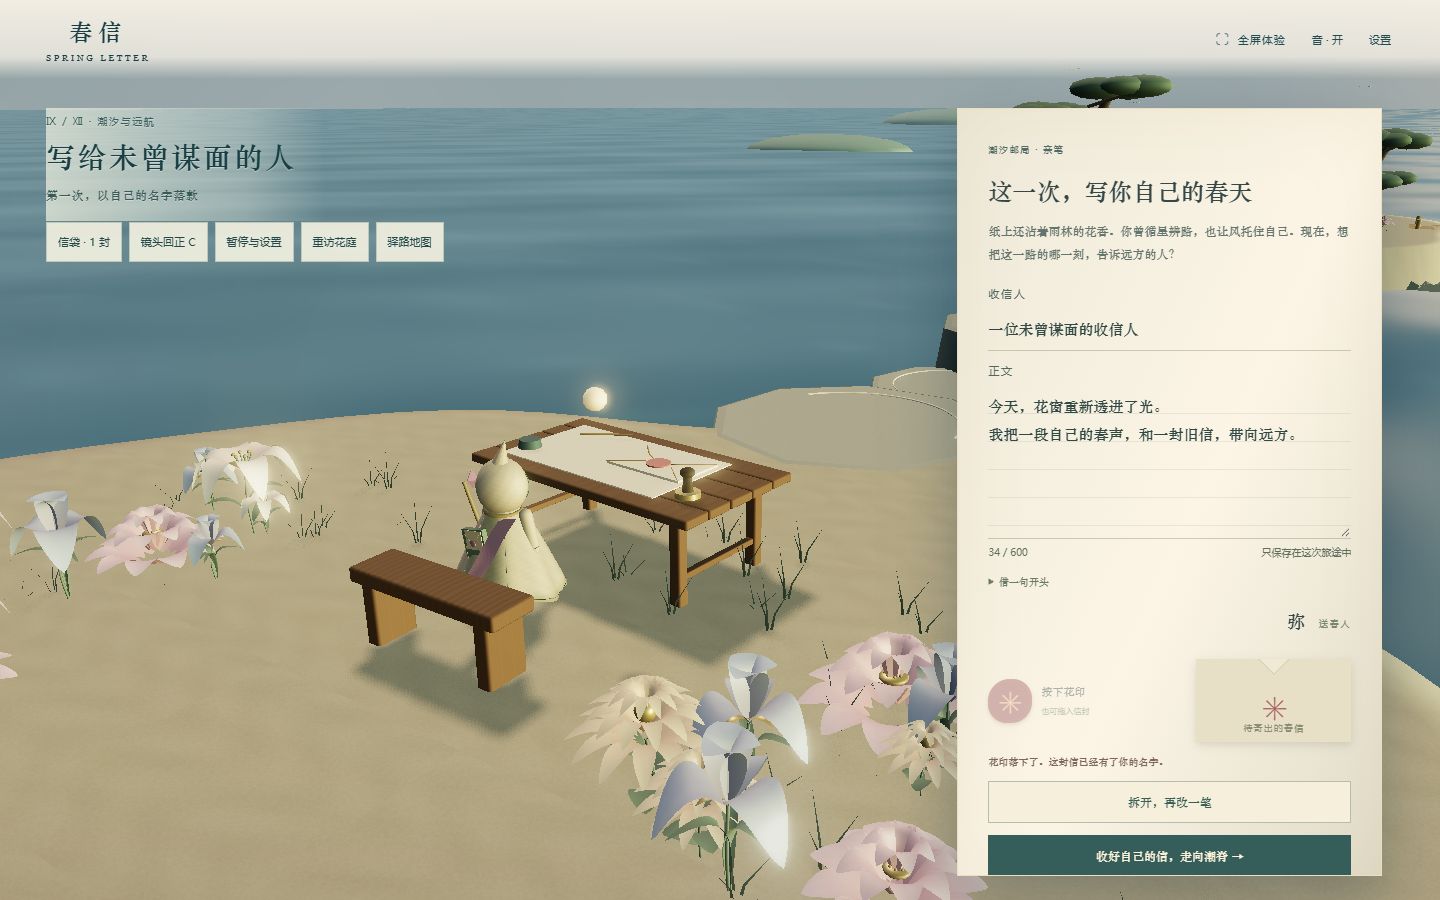 春信
SPRING LETTER
全屏体验
音·开
设置
Ⅸ / Ⅻ · 潮汐与远航
写给未曾谋面的人
第一次，以自己的名字落款
信袋 · 1 封
镜头回正 C
暂停与设置
重访花庭
驿路地图
潮汐邮局 · 亲笔
这一次，写你自己的春天
纸上还沾着雨林的花香。你曾循星辨路，也让风托住自己。现在，想
把这一路的哪一刻，告诉远方的人？
收信人
一位未曾谋面的收信人
正文
今天，花窗重新透进了光。
我把一段自己的春声，和一封旧信，带向远方。
34 / 600
只保存在这次旅途中
借一句开头
弥 送春人
按下花印
也可拖入信封
待寄出的春信
花印落下了。这封信已经有了你的名字。
拆开，再改一笔
收好自己的信，走向潮脊 →